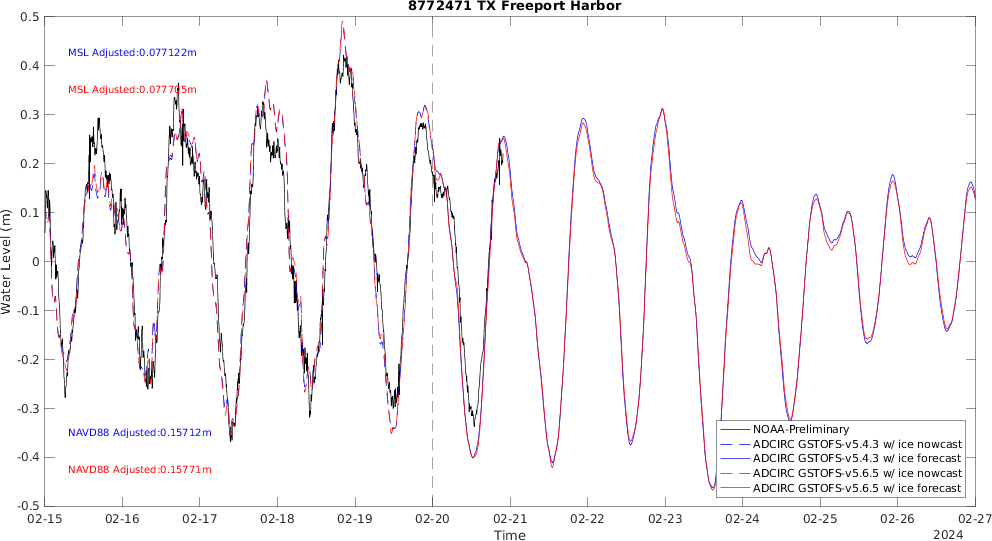 8772471 TX Freeport Harbor
Water Level (m)
0.5
0.4
0.3
0.2
0.1
0
-0.1
-0.2
-0.3
-0.4
-0.5
MSL Adjusted:0.077122m
MSL Adjusted:0.077705m
NAVD88 Adjusted:0.15712m
NAVD88 Adjusted:0.15771m
NOAA-Preliminary
ADCIRC GSTOFS-v5.4.3 w/ ice nowcast
ADCIRC GSTOFS-v5.4.3 w/ ice forecast
ADCIRC GSTOFS-v5.6.5 w/ ice nowcast
ADCIRC GSTOFS-v5.6.5 w/ ice forecast
02-15 02-16 02-17 02-18 02-19 02-20 02-21 02-22 02-23 02-24 02-25 02-26 02-27
Time
2024